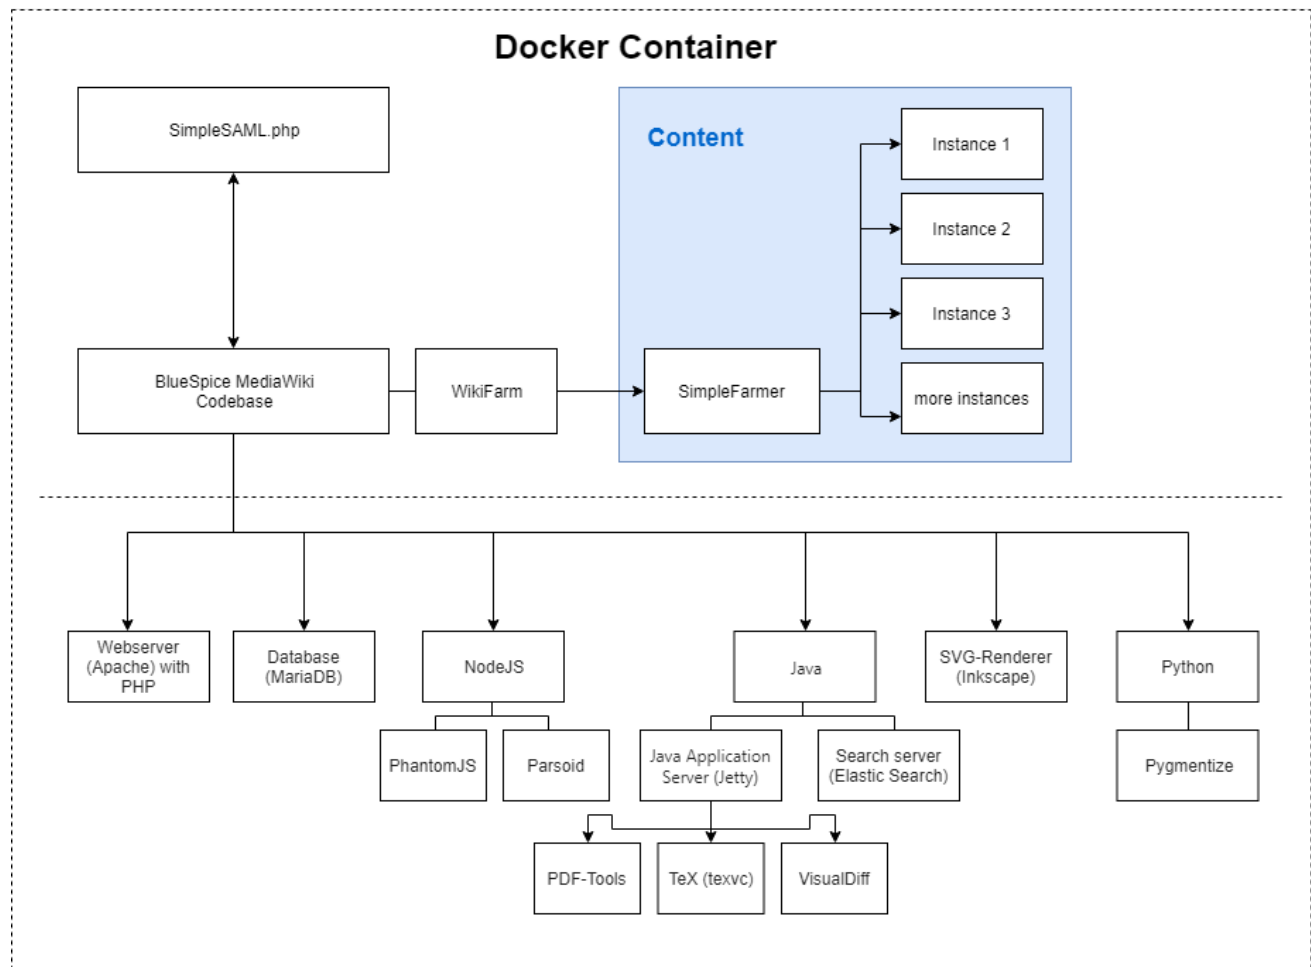 Docker Container
SimpleSAML.php
Content
Instance 1
Instance 2
Instance 3
BlueSpice MediaWiki
Codebase
WikiFarm
SimpleFarmer
more instances
Webserver
(Apache) with
PHP
Database
(MariaDB)
NodeJS
Java
SVG-Renderer
(Inkscape)
Python
PhantomJS
Parsoid
Java Application
Server (Jetty)
Search server
(Elastic Search)
Pygmentize
PDF-Tools
TeX (texvc)
VisualDiff